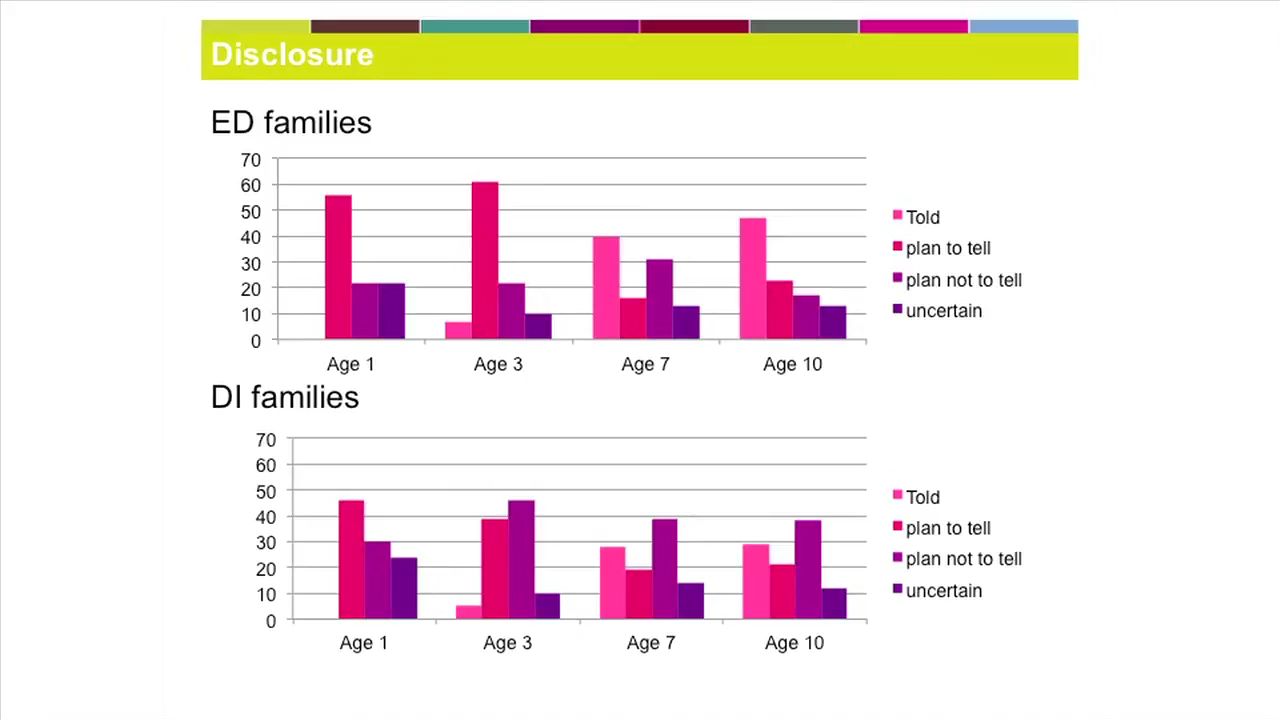 Disclosure
ED families
70
60
50
40
30
20
10
0
Age 1 Age 3 Age 7 Age 10
Told
plan to tell
plan not to tell
uncertain
DI families
70
60
50
40
30
20
10
0
Age 1 Age 3 Age 7 Age 10
Told
plan to tell
plan not to tell
uncertain